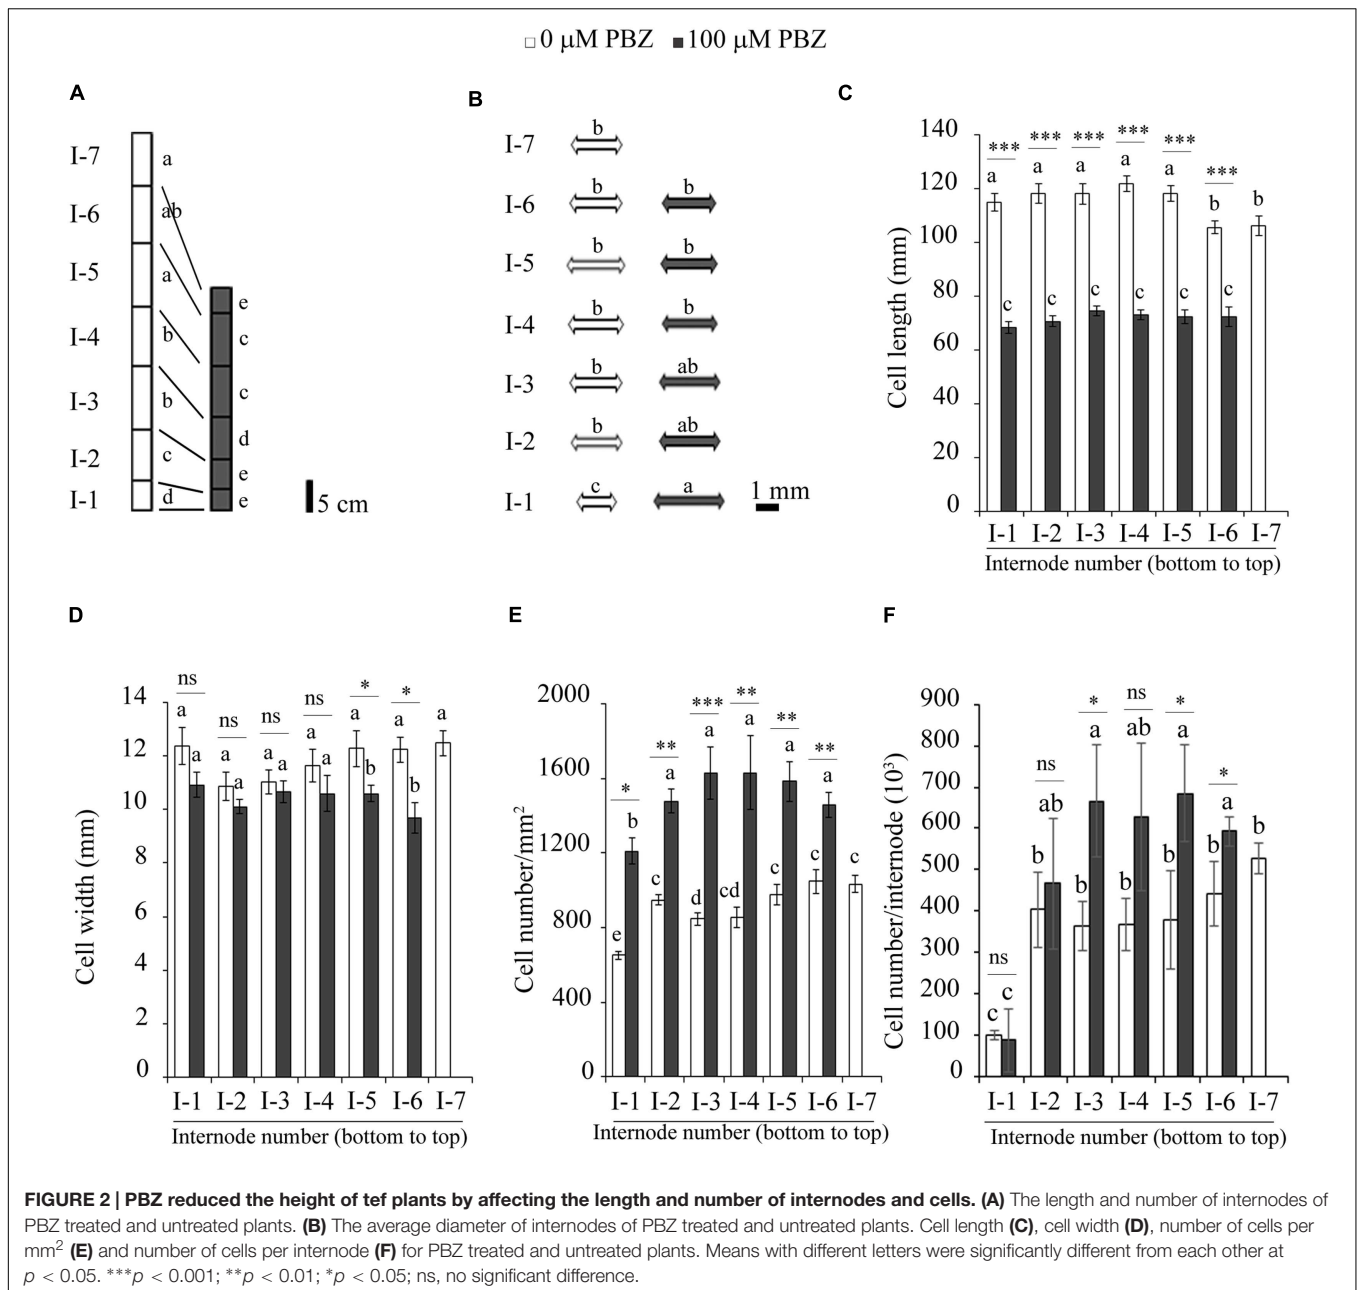 □0 μM PBZ ■100 μM PBZ
A
I-7 a
I-6 ab
I-5 a
I-4 b
I-3 b
I-2 c
I-1 d
e
c
c
d
e
e
5 cm
B
I-7 b
I-6 b b
I-5 b b
I-4 b b
I-3 b ab
I-2 b ab
I-1 c a
1 mm
C
Cell length (mm)
140
120
100
80
60
40
20
0
*** *** *** *** *** ***
a a a a a b b
c c c c c c
I-1 I-2 I-3 I-4 I-5 I-6 I-7
Internode number (bottom to top)
D
Cell width (mm)
14
12
10
8
6
4
2
0
ns ns ns ns * *
a a a a a a a
a a a a b b
I-1 I-2 I-3 I-4 I-5 I-6 I-7
Internode number (bottom to top)
E
Cell number/mm²
2000
1600
1200
800
400
0
* ** *** ** ** **
b a a a a a
e c d cd c c c
I-1 I-2 I-3 I-4 I-5 I-6 I-7
Internode number (bottom to top)
F
Cell number/internode (10³)
900
800
700
600
500
400
300
200
100
0
ns ns * ns * *
c ab a ab a a
c b b b b b b
I-1 I-2 I-3 I-4 I-5 I-6 I-7
Internode number (bottom to top)
FIGURE 2 | PBZ reduced the height of tef plants by affecting the length and number of internodes and cells. (A) The length and number of internodes of
PBZ treated and untreated plants. (B) The average diameter of internodes of PBZ treated and untreated plants. Cell length (C), cell width (D), number of cells per
mm² (E) and number of cells per internode (F) for PBZ treated and untreated plants. Means with different letters were significantly different from each other at
p < 0.05. ***p < 0.001; **p < 0.01; *p < 0.05; ns, no significant difference.